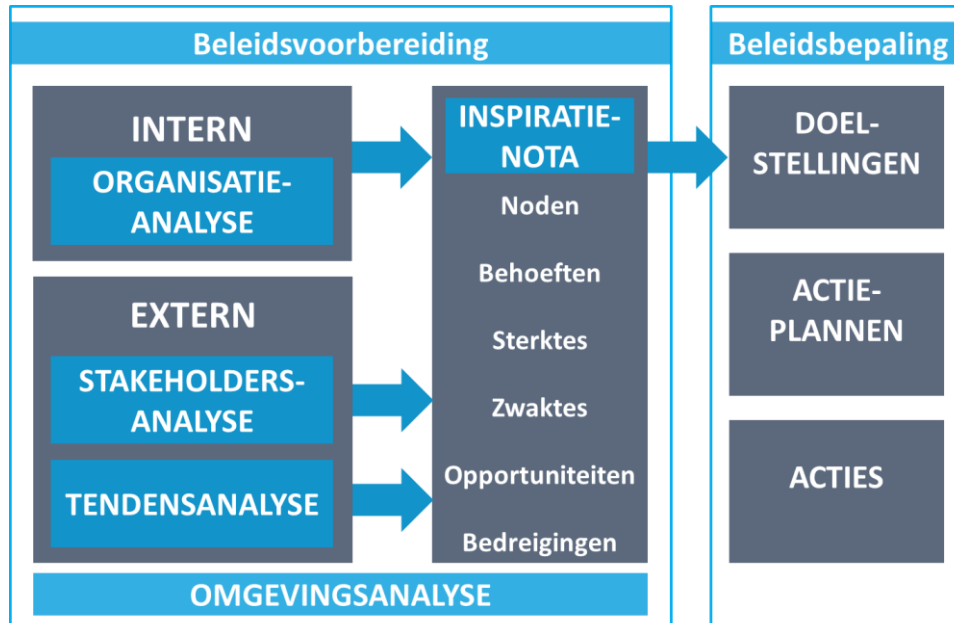 Beleidsvoorbereiding
INTERN
ORGANISATIE-
ANALYSE
EXTERN
STAKEHOLDERS-
ANALYSE
TENDENSANALYSE
INSPIRATIE-
NOTA
Noden
Behoeften
Sterktes
Zwaktes
Opportuniteiten
Bedreigingen
OMGEVINGSANALYSE
Beleidsbepaling
DOEL-
STELLINGEN
ACTIE-
PLANNEN
ACTIES